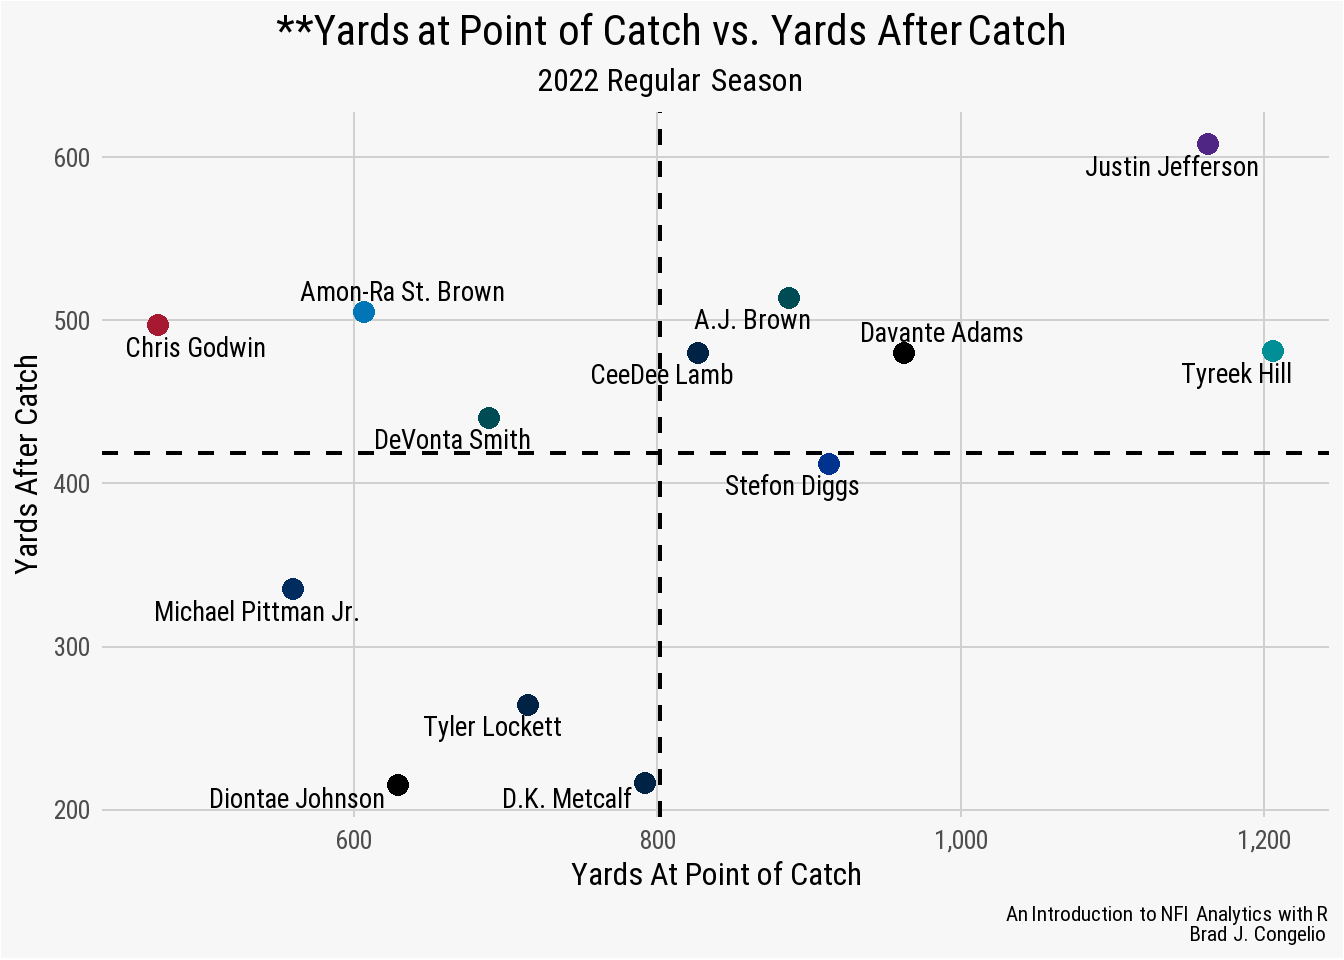 **Yards at Point of Catch vs. Yards After Catch
2022 Regular Season
600
Justin Jefferson
Amon-Ra St. Brown
500
A.J. Brown
Chris Godwin
Davante Adams
CeeDee Lamb
Tyreek Hill
DeVonta Smith
400
Stefon Diggs
Michael Pittman Jr.
300
Tyler Lockett
Diontae Johnson
D.K. Metcalf
200
Yards After Catch
600 800 1,000 1,200
Yards At Point of Catch
An Introduction to NFl Analytics with R
Brad J. Congelio